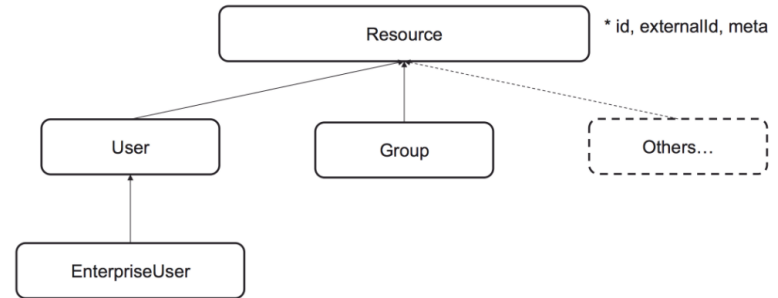 Resource
* id, externalId, meta
User
Group
Others…
EnterpriseUser